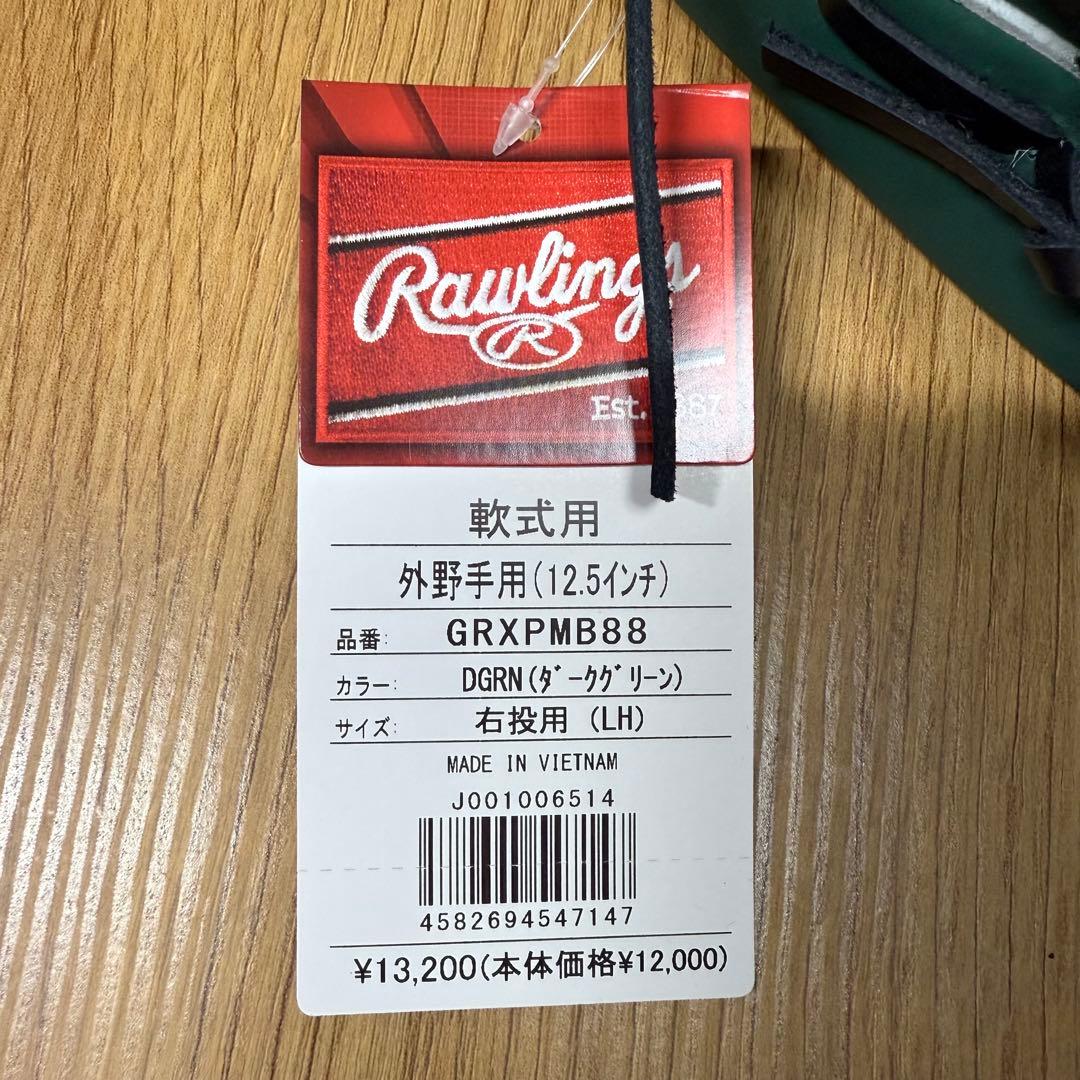 Rawlings
R
Est.
軟式用
外野手用(12.5インチ)
品番: GRXPMB88
カラー: DGRN(ダークグリーン)
サイズ: 右投用 (LH)
MADE IN VIETNAM
J001006514
4582694547147
¥13,200(本体価格¥12,000)